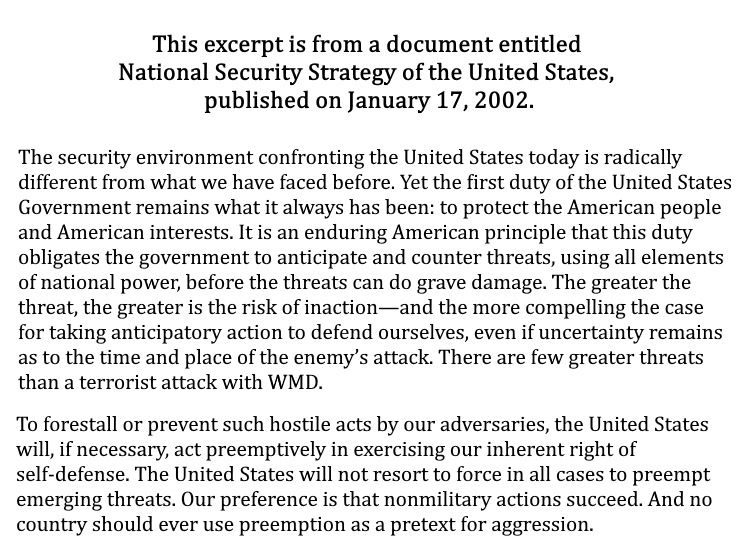 This excerpt is from a document entitled
National Security Strategy of the United States,
published on January 17, 2002.
The security environment confronting the United States today is radically
different from what we have faced before. Yet the first duty of the United States
Government remains what it always has been: to protect the American people
and American interests. It is an enduring American principle that this duty
obligates the government to anticipate and counter threats, using all elements
of national power, before the threats can do grave damage. The greater the
threat, the greater is the risk of inaction—and the more compelling the case
for taking anticipatory action to defend ourselves, even if uncertainty remains
as to the time and place of the enemy’s attack. There are few greater threats
than a terrorist attack with WMD.
To forestall or prevent such hostile acts by our adversaries, the United States
will, if necessary, act preemptively in exercising our inherent right of
self-defense. The United States will not resort to force in all cases to preempt
emerging threats. Our preference is that nonmilitary actions succeed. And no
country should ever use preemption as a pretext for aggression.